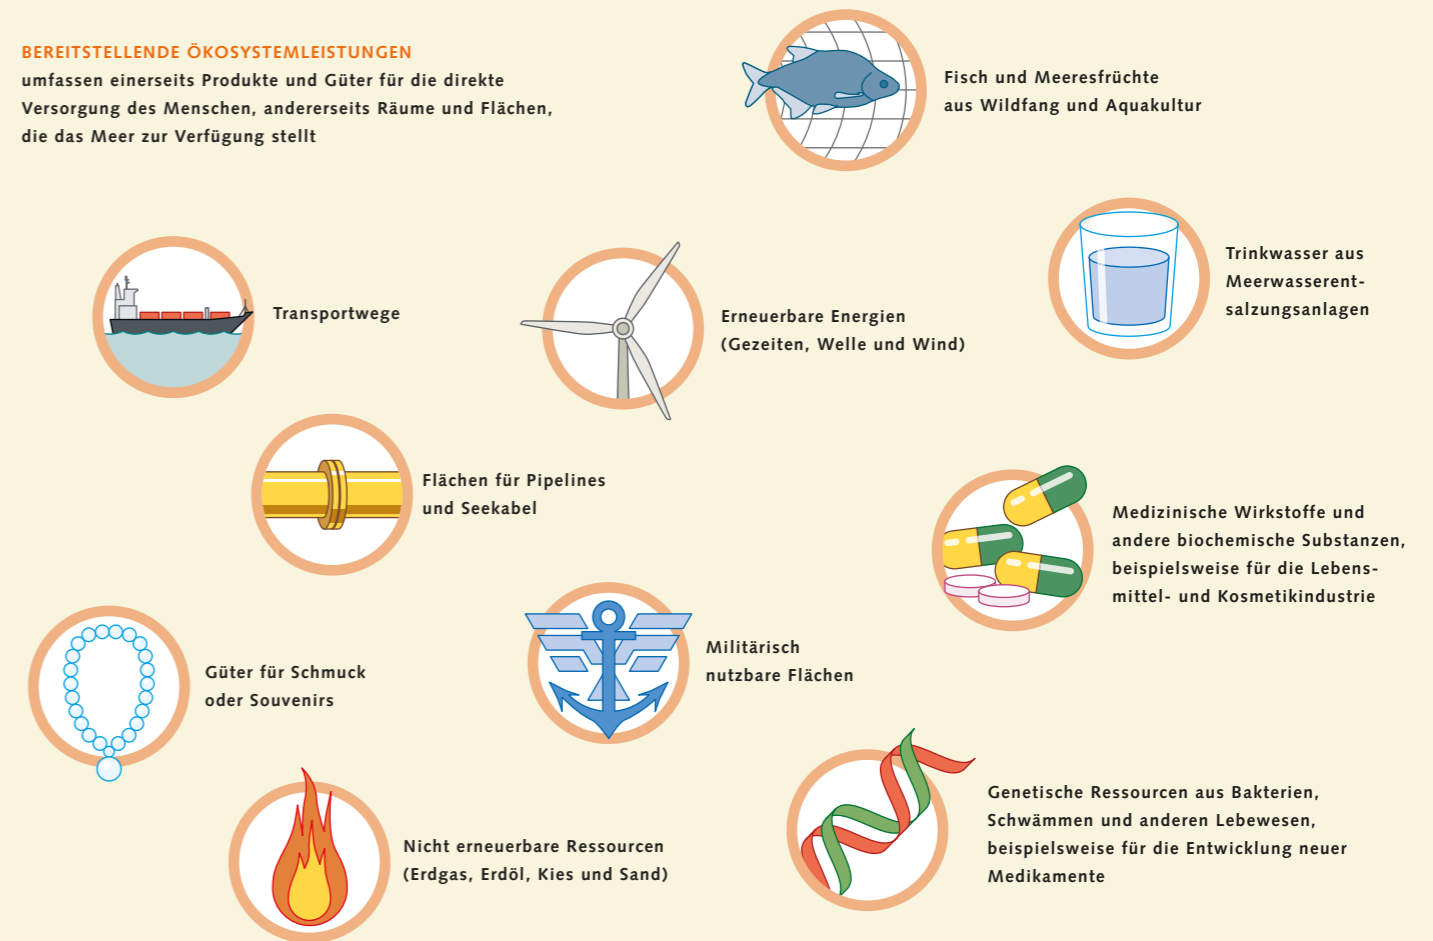 BEREITSTELLENDE ÖKOSYSTEMLEISTUNGEN
umfassen einerseits Produkte und Güter für die direkte
Versorgung des Menschen, andererseits Räume und Flächen,
die das Meer zur Verfügung stellt
Fisch und Meeresfrüchte
aus Wildfang und Aquakultur
Trinkwasser aus
Meerwasserent-
salzungsanlagen
Transportwege
Erneuerbare Energien
(Gezeiten, Welle und Wind)
Flächen für Pipelines
und Seekabel
Medizinische Wirkstoffe und
andere biochemische Substanzen,
beispielsweise für die Lebens-
mittel- und Kosmetikindustrie
Militärisch
nutzbare Flächen
Güter für Schmuck
oder Souvenirs
Nicht erneuerbare Ressourcen
(Erdgas, Erdöl, Kies und Sand)
Genetische Ressourcen aus Bakterien,
Schwämmen und anderen Lebewesen,
beispielsweise für die Entwicklung neuer
Medikamente